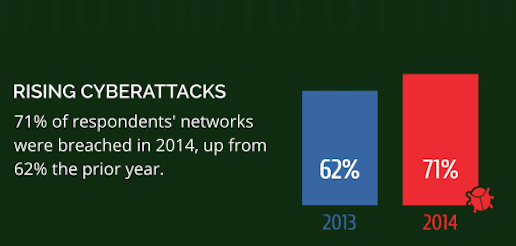 RISING CYBERATTACKS
71% of respondents' networks
were breached in 2014, up from
62% the prior year.
62%
71%
2013
2014